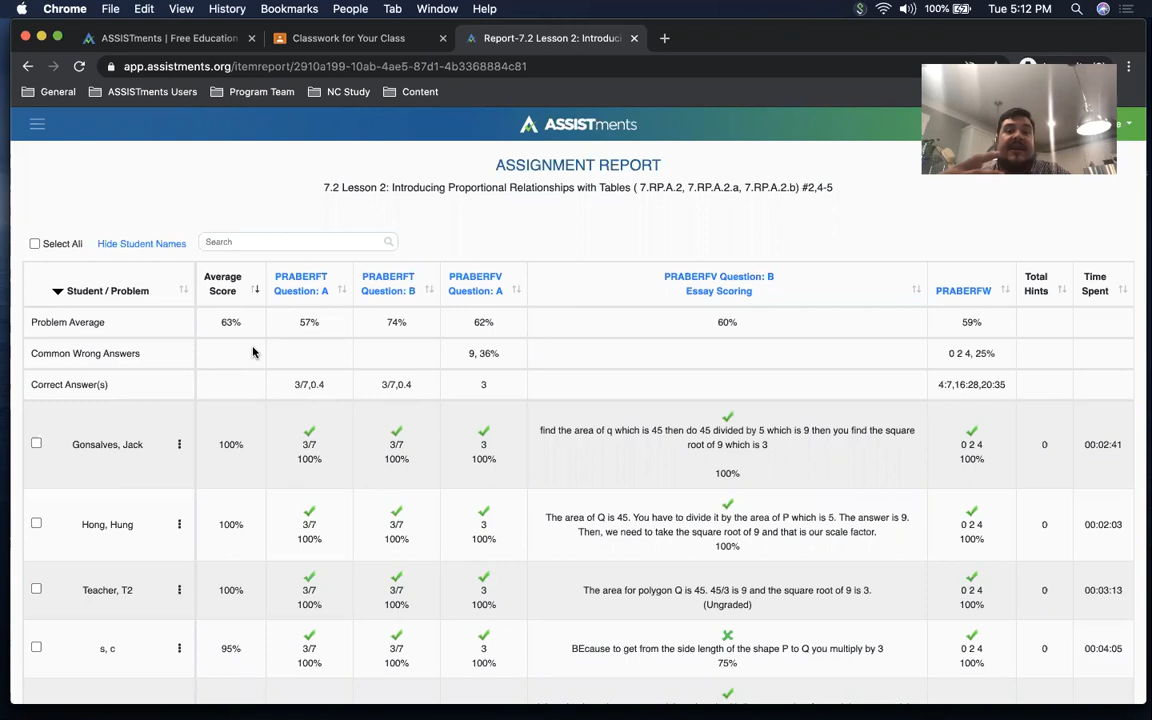 Chrome File Edit View History Bookmarks People Tab Window Help 100% Tue 5:12 PM
ASSISTments | Free Education Classwork for Your Class Report-7.2 Lesson 2: Introduc
app.assistments.org/itemreport/2910a199-10ab-4ae5-87d1-4b3368884c81
General ASSISTments Users Program Team NC Study Content
ASSISTments
ASSIGNMENT REPORT
7.2 Lesson 2: Introducing Proportional Relationships with Tables ( 7.RP.A.2, 7.RP.A.2.a, 7.RP.A.2.b) #2,4-5
Select All Hide Student Names Search
Student / Problem
Average
Score
PRABERFT
Question: A
PRABERFT
Question: B
PRABERFV
Question: A
PRABERFV Question: B
Essay Scoring
PRABERFW
Total
Hints
Time
Spent
Problem Average 63% 57% 74% 62% 60% 59%
Common Wrong Answers 9, 36% 0 2 4, 25%
Correct Answer(s) 3/7,0.4 3/7,0.4 3 4:7,16:28,20:35
Gonsalves, Jack
100%
3/7
100%
3/7
100%
3
100%
find the area of q which is 45 then do 45 divided by 5 which is 9 then you find the square
root of 9 which is 3
100%
0 2 4
100%
0
00:02:41
Hong, Hung
100%
3/7
100%
3/7
100%
3
100%
The area of Q is 45. You have to divide it by the area of P which is 5. The answer is 9.
Then, we need to take the square root of 9 and that is our scale factor.
100%
0 2 4
100%
0
00:02:03
Teacher, T2
100%
3/7
100%
3/7
100%
3
100%
The area for polygon Q is 45. 45/3 is 9 and the square root of 9 is 3.
(Ungraded)
0 2 4
100%
0
00:03:13
s, c
95%
3/7
100%
3/7
100%
3
100%
BEcause to get from the side length of the shape P to Q you multiply by 3
75%
0 2 4
100%
0
00:04:05